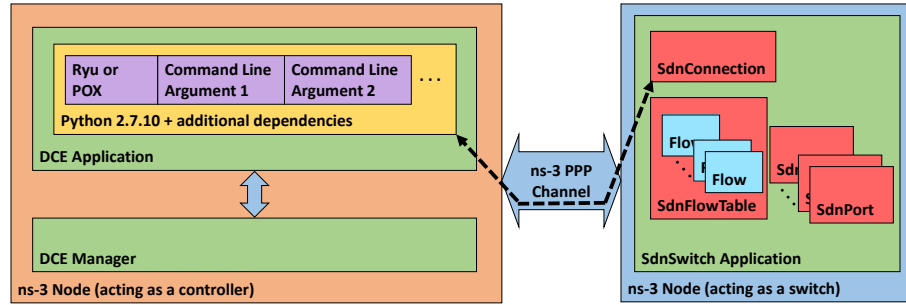 Ryu or
POX
Command Line
Argument 1
Command Line
Argument 2
...
Python 2.7.10 + additional dependencies
DCE Application
DCE Manager
ns-3 Node (acting as a controller)
ns-3 PPP
Channel
SdnConnection
Flow
Flow
SdnFlowTable
SdnPort
SdnSwitch Application
ns-3 Node (acting as a switch)